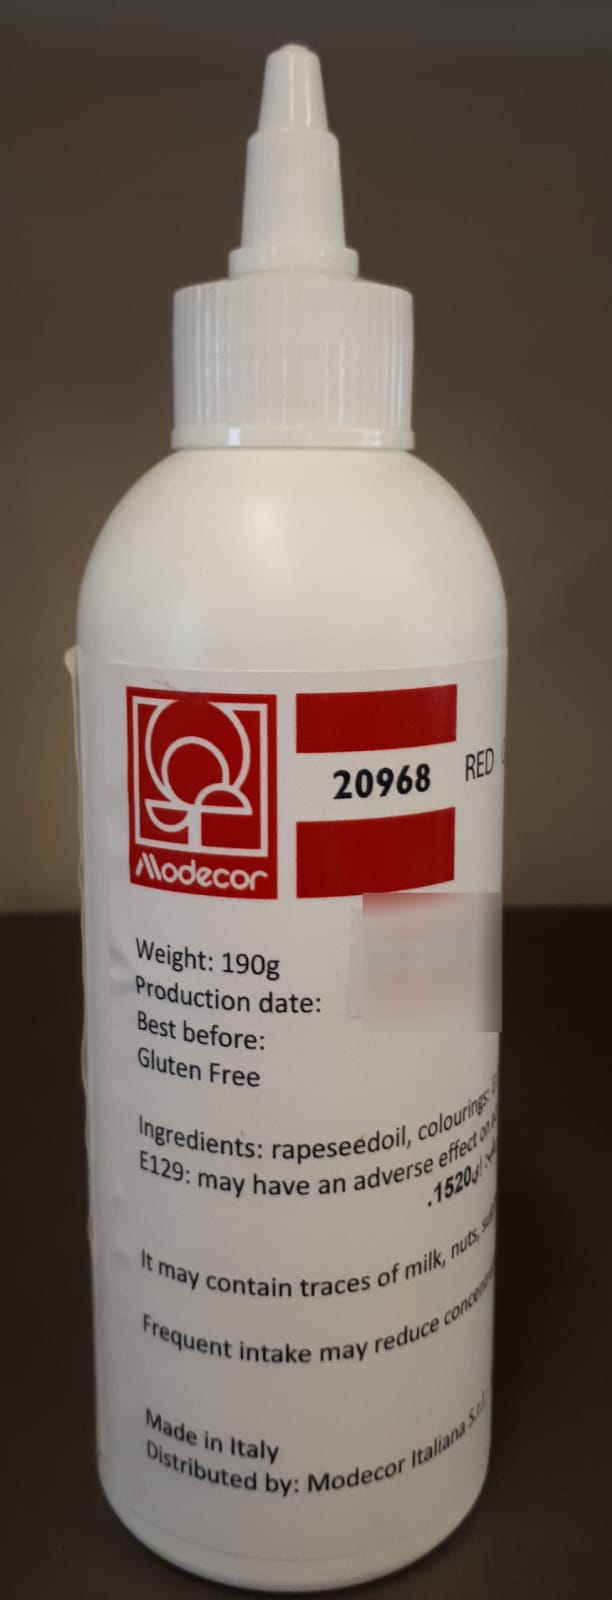 Modecor
20968
RED
Weight: 190g
Production date:
Best before:
Gluten Free
Ingredients: rapeseedoil, colourings:
E129: may have an adverse effect on
.1520
It may contain traces of milk, nuts,
Frequent intake may reduce
Made in Italy
Distributed by: Modecor Italiana S.r.l.